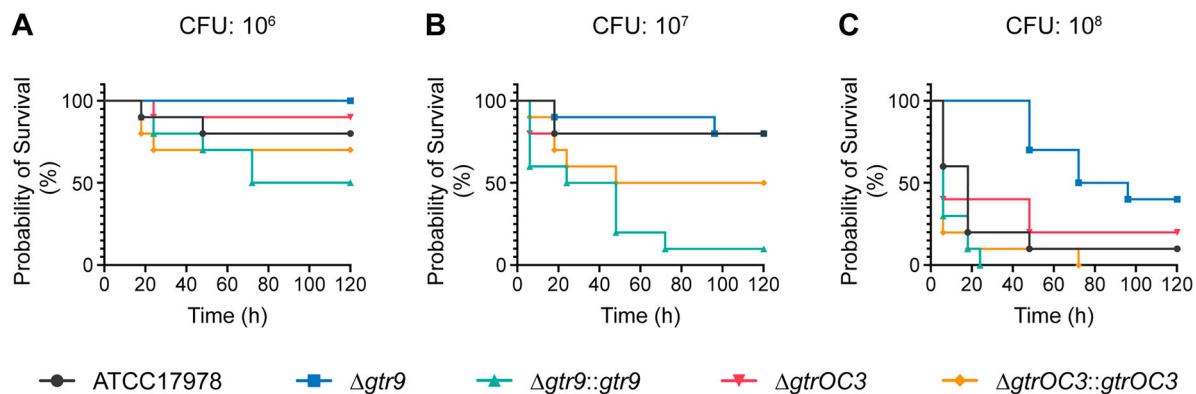 A
CFU: 10⁶
Probability of Survival
(%)
100
50
0
0 20 40 60 80 100 120
Time (h)
B
CFU: 10⁷
Probability of Survival
(%)
100
50
0
0 20 40 60 80 100 120
Time (h)
C
CFU: 10⁸
Probability of Survival
(%)
100
50
0
0 20 40 60 80 100 120
Time (h)
ATCC17978 Δgtr9 Δgtr9::gtr9 ΔgtrOC3 ΔgtrOC3::gtrOC3